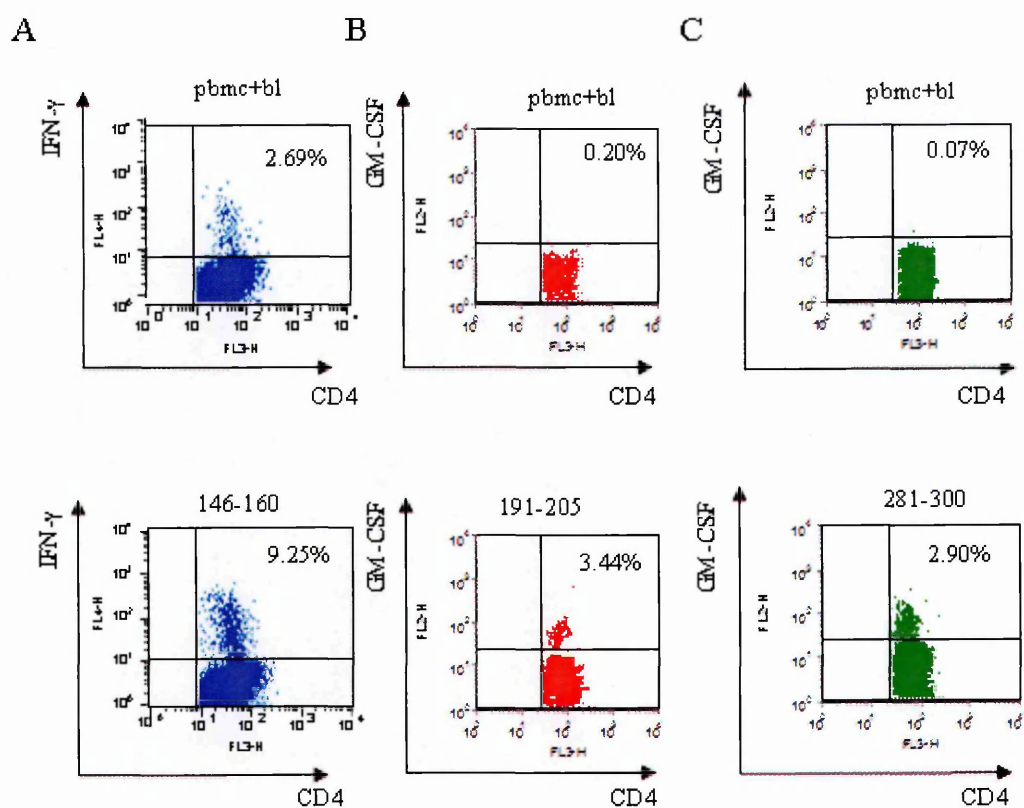 A
B
C
pbmc+bl
pbmc+bl
pbmc+bl
IFN-γ
GM-CSF
GM-CSF
2.69%
0.20%
0.07%
FL4-H
FL2-H
FL2-H
FL3-H
FL3-H
FL3-H
CD4
CD4
CD4
146-160
191-205
281-300
IFN-γ
GM-CSF
GM-CSF
9.25%
3.44%
2.90%
FL4-H
FL2-H
FL2-H
FL3-H
FL3-H
FL3-H
CD4
CD4
CD4